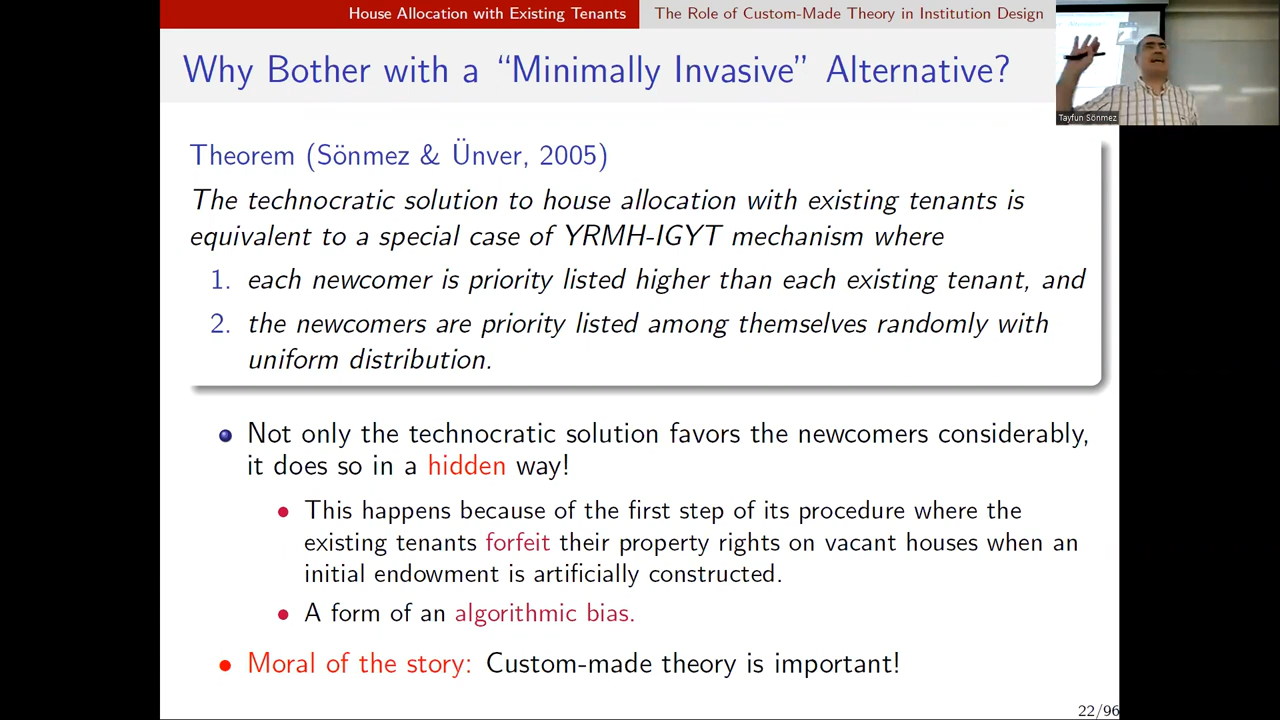 House Allocation with Existing Tenants
The Role of Custom-Made Theory in Institution Design
Why Bother with a “Minimally Invasive” Alternative?
Tayfun Sönmez
Theorem (Sönmez & Ünver, 2005)
The technocratic solution to house allocation with existing tenants is
equivalent to a special case of YRMH-IGYT mechanism where
1. each newcomer is priority listed higher than each existing tenant, and
2. the newcomers are priority listed among themselves randomly with
uniform distribution.
Not only the technocratic solution favors the newcomers considerably,
it does so in a hidden way!
This happens because of the first step of its procedure where the
existing tenants forfeit their property rights on vacant houses when an
initial endowment is artificially constructed.
A form of an algorithmic bias.
Moral of the story: Custom-made theory is important!
22/96